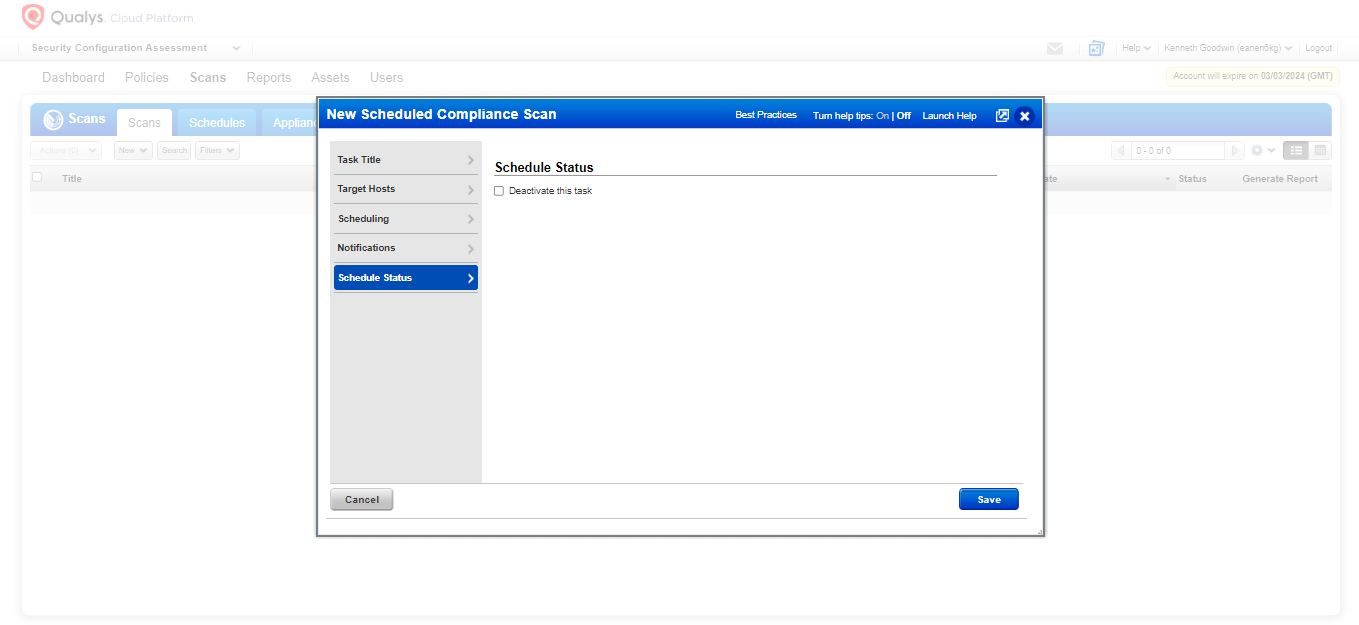 Qualys. Cloud Platform
Security Configuration Assessment
Help
Kenneth Goodwin (eanen6kg)
Logout
Dashboard Policies Scans Reports Assets Users
Account will expire on 03/03/2024 (GMT)
Scans
Scans
Schedules
Applian
Actions (0)
New
Search
Filters
0 - 0 of 0
Title
ate
Status
Generate Report
New Scheduled Compliance Scan
Best Practices
Turn help tips: On | Off
Launch Help
Task Title
Target Hosts
Scheduling
Notifications
Schedule Status
Schedule Status
Deactivate this task
Cancel
Save